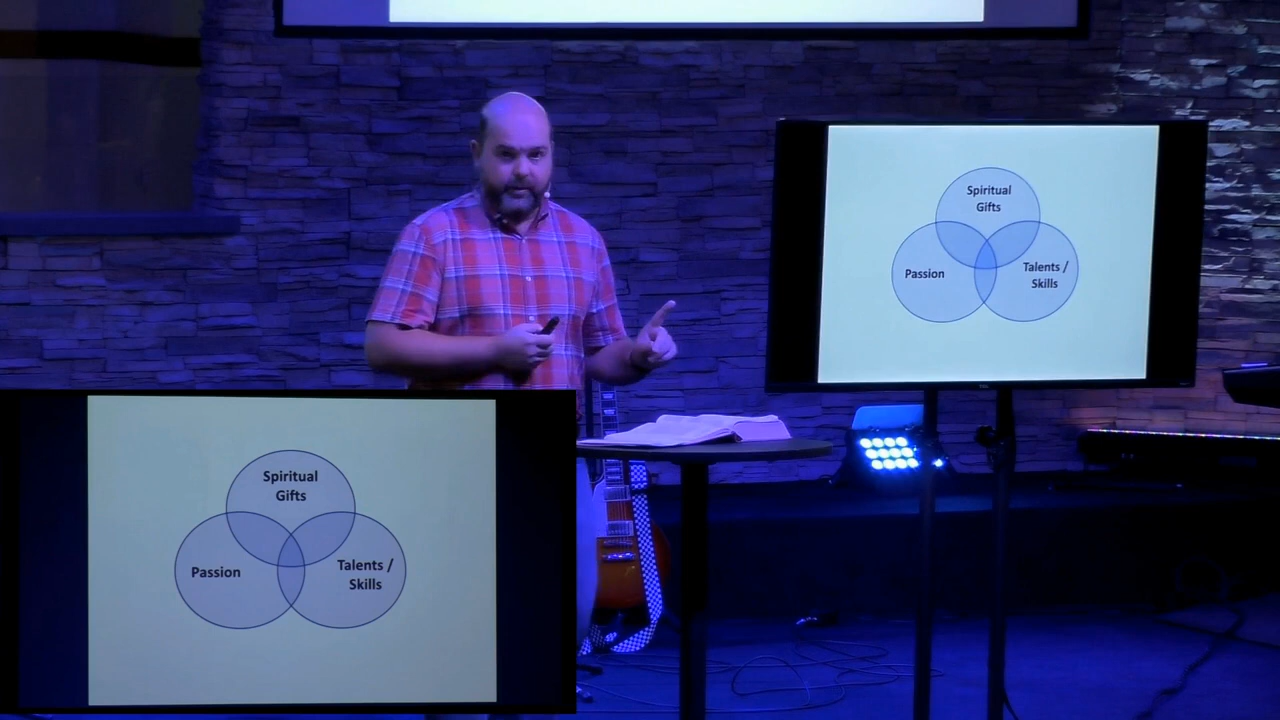 Spiritual
Gifts
Passion
Talents /
Skills
Spiritual
Gifts
Passion
Talents /
Skills